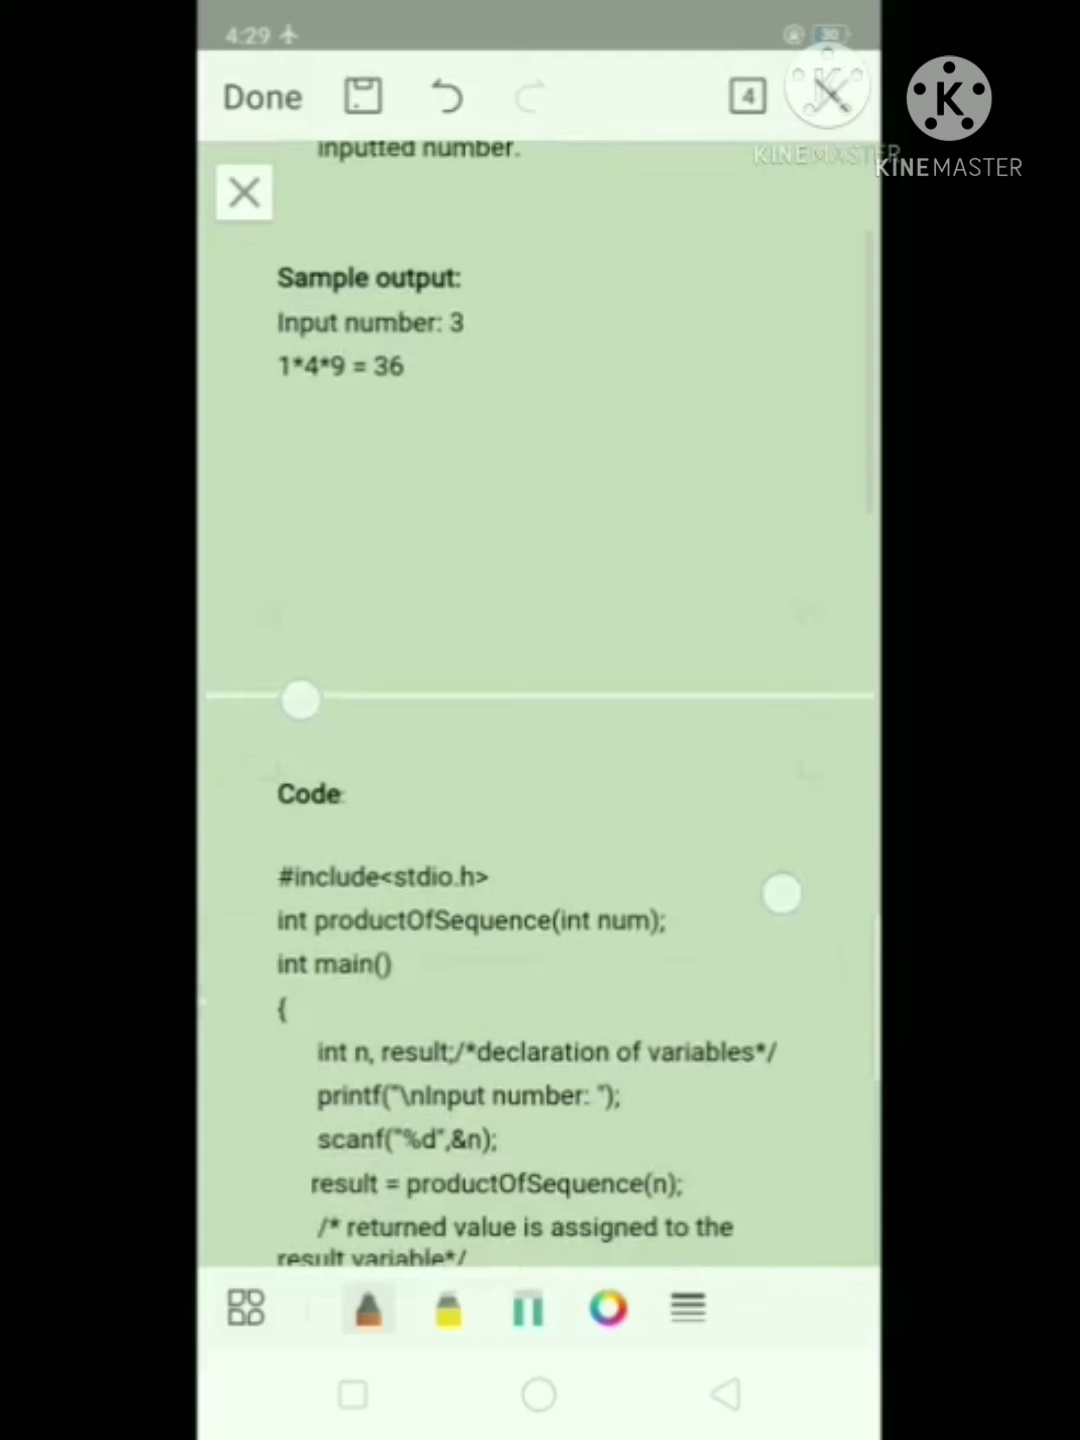 4:29
30
Done
4
K
KINEMASTER
K
KINEMASTER
inputted number.
Sample output:
Input number: 3
1*4*9 = 36
Code:
#include<stdio.h>
int productOfSequence(int num);
int main()
{
int n, result;/*declaration of variables*/
printf("\nInput number: ");
scanf("%d",&n);
result = productOfSequence(n);
/* returned value is assigned to the
result variable*/